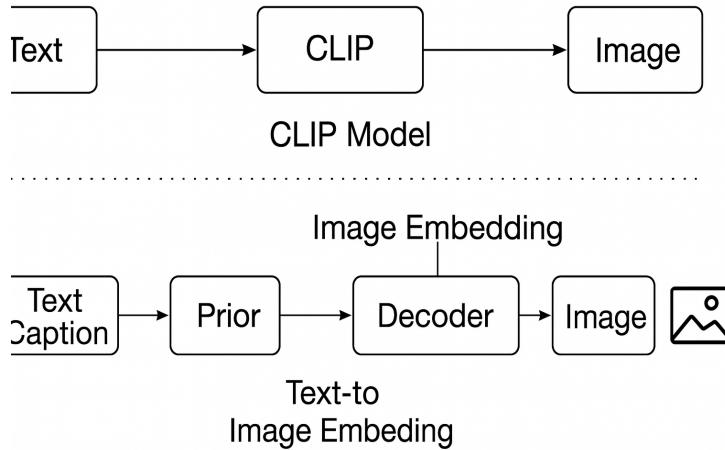 Text
CLIP
Image
CLIP Model
Image Embedding
Text
Caption
Prior
Decoder
Image
Text-to
Image Embeding